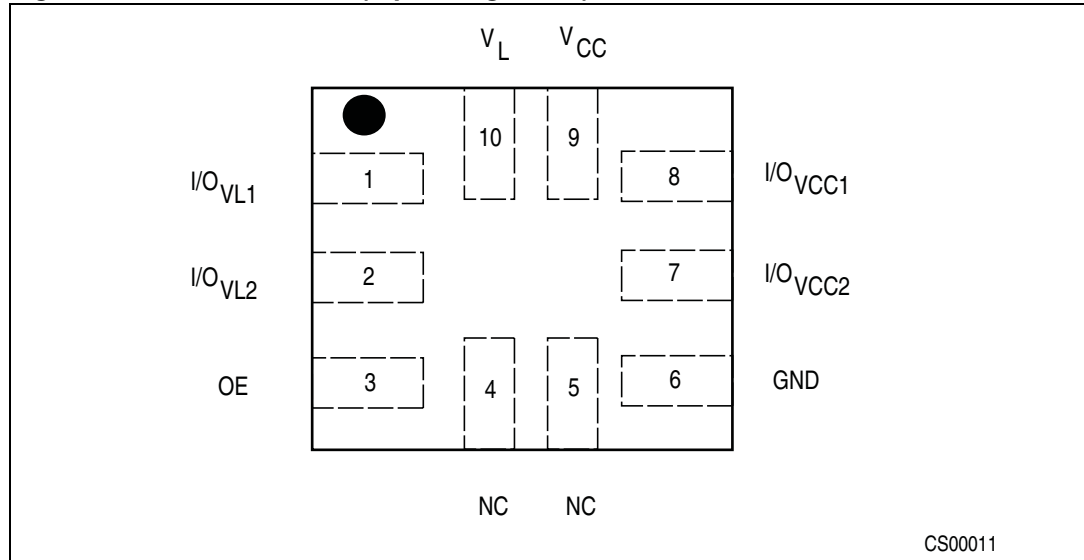 V_L V_CC
10 9
I/O_VL1 1 8 I/O_VCC1
I/O_VL2 2 7 I/O_VCC2
OE 3 4 5 6 GND
NC NC
CS00011